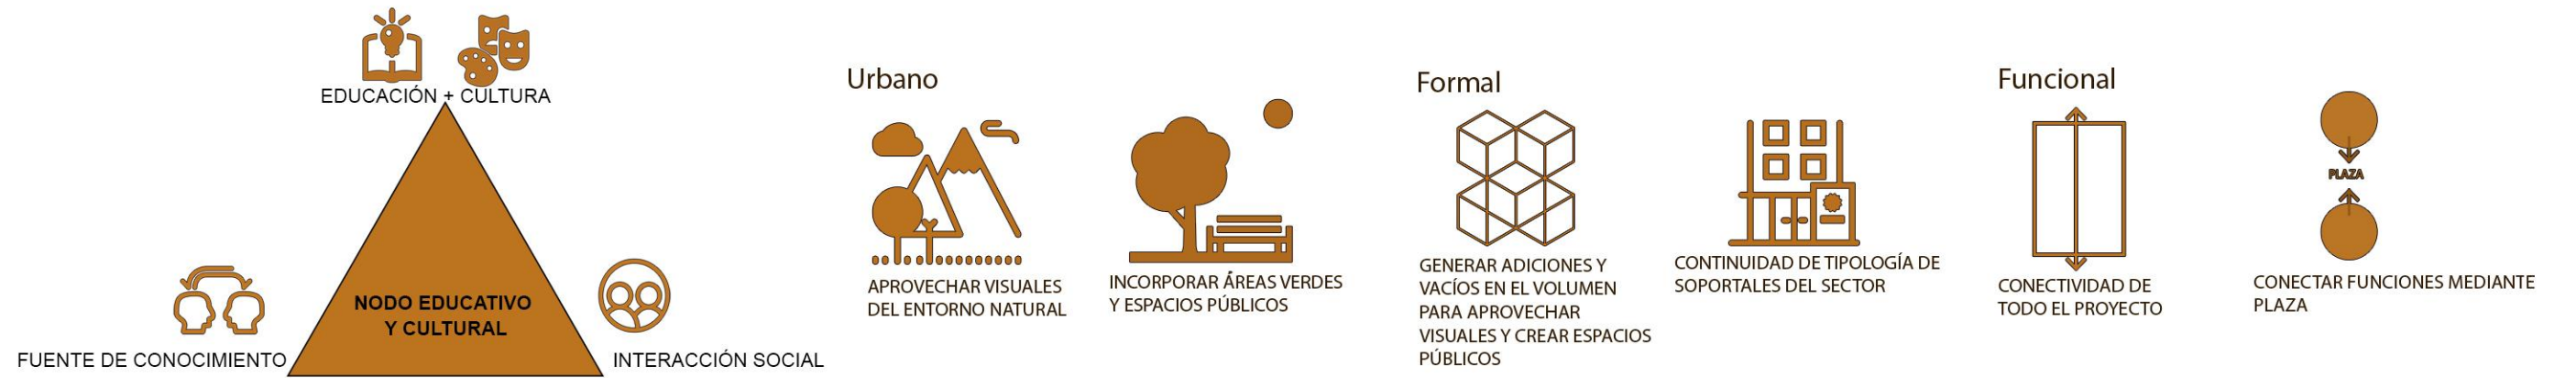 EDUCACIÓN + CULTURA
NODO EDUCATIVO
Y CULTURAL
FUENTE DE CONOCIMIENTO
INTERACCIÓN SOCIAL
Urbano
APROVECHAR VISUALES
DEL ENTORNO NATURAL
INCORPORAR ÁREAS VERDES
Y ESPACIOS PÚBLICOS
Formal
GENERAR ADICIONES Y
VACÍOS EN EL VOLUMEN
PARA APROVECHAR
VISUALES Y CREAR ESPACIOS
PÚBLICOS
CONTINUIDAD DE TIPOLOGÍA DE
SOPORTALES DEL SECTOR
Funcional
CONECTIVIDAD DE
TODO EL PROYECTO
PLAZA
CONECTAR FUNCIONES MEDIANTE
PLAZA